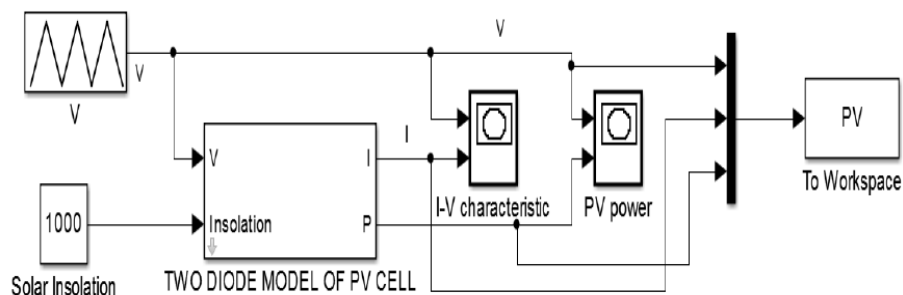 V
V
V
V
I
I
P
Insolation
1000
Solar Insolation
TWO DIODE MODEL OF PV CELL
I-V characteristic
PV power
PV
To Workspace